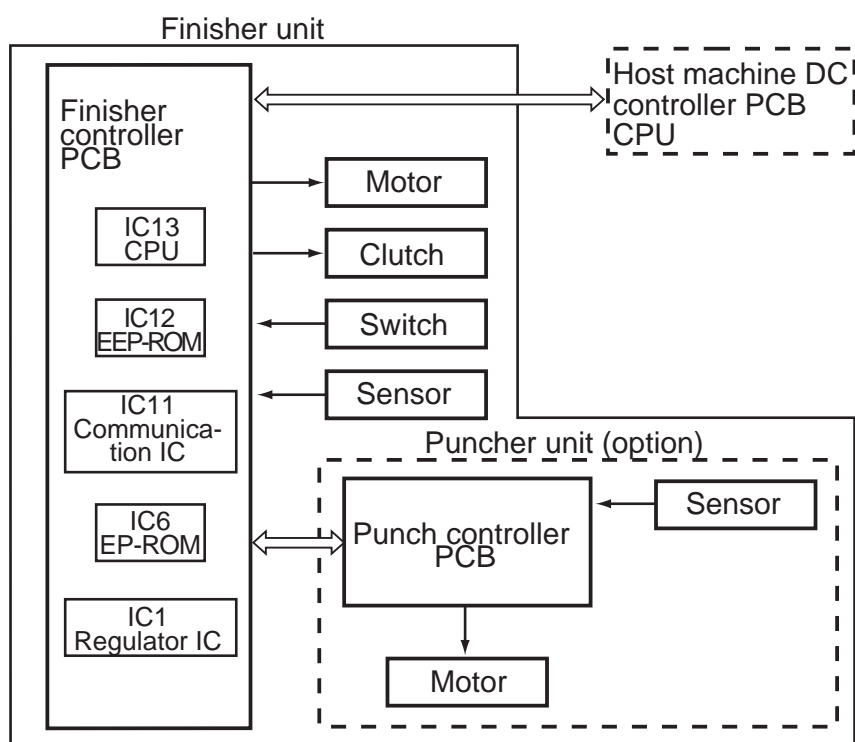 Finisher unit
Host machine DC
controller PCB
CPU
Finisher
controller
PCB
Motor
IC13
CPU
Clutch
IC12
EEP-ROM
Switch
Sensor
IC11
Communica-
tion IC
Puncher unit (option)
Sensor
IC6
EP-ROM
Punch controller
PCB
IC1
Regulator IC
Motor